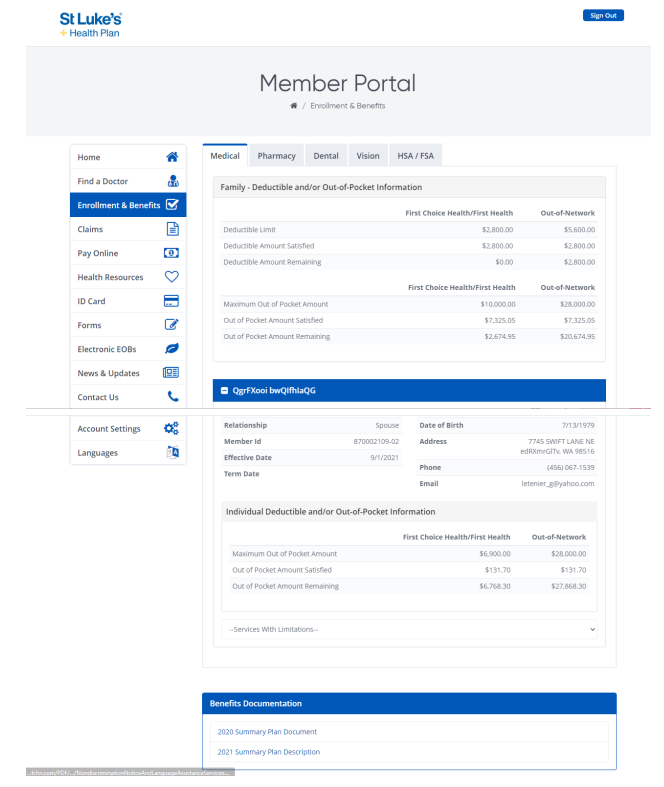 St Luke's
Health Plan
Sign Out
Member Portal
/ Enrollment & Benefits
Home
Find a Doctor
Enrollment & Benefits
Claims
Pay Online
Health Resources
ID Card
Forms
Electronic EOBs
News & Updates
Contact Us
Account Settings
Languages
Medical Pharmacy Dental Vision HSA / FSA
Family - Deductible and/or Out-of-Pocket Information
First Choice Health/First Health Out-of-Network
Deductible Limit $2,800.00 $5,600.00
Deductible Amount Satisfied $2,800.00 $2,800.00
Deductible Amount Remaining $0.00 $2,800.00
First Choice Health/First Health Out-of-Network
Maximum Out of Pocket Amount $10,000.00 $28,000.00
Out of Pocket Amount Satisfied $7,325.05 $7,325.05
Out of Pocket Amount Remaining $2,674.95 $20,674.95
QgrFXooi bwQIfhIaQG
Relationship Spouse
Member Id 870002109-02
Effective Date 9/1/2021
Term Date
Date of Birth 7/13/1979
Address 7745 SWIFT LANE NE
edRXmrGlTv, WA 98516
Phone (456) 067-1539
Email letenier_g@yahoo.com
Individual Deductible and/or Out-of-Pocket Information
First Choice Health/First Health Out-of-Network
Maximum Out of Pocket Amount $6,900.00 $28,000.00
Out of Pocket Amount Satisfied $131.70 $131.70
Out of Pocket Amount Remaining $6,768.30 $27,868.30
--Services With Limitations--
Benefits Documentation
2020 Summary Plan Document
2021 Summary Plan Description
...fchn.com/PDF/.../NondiscriminationNoticeAndLanguageAssistanceServices....